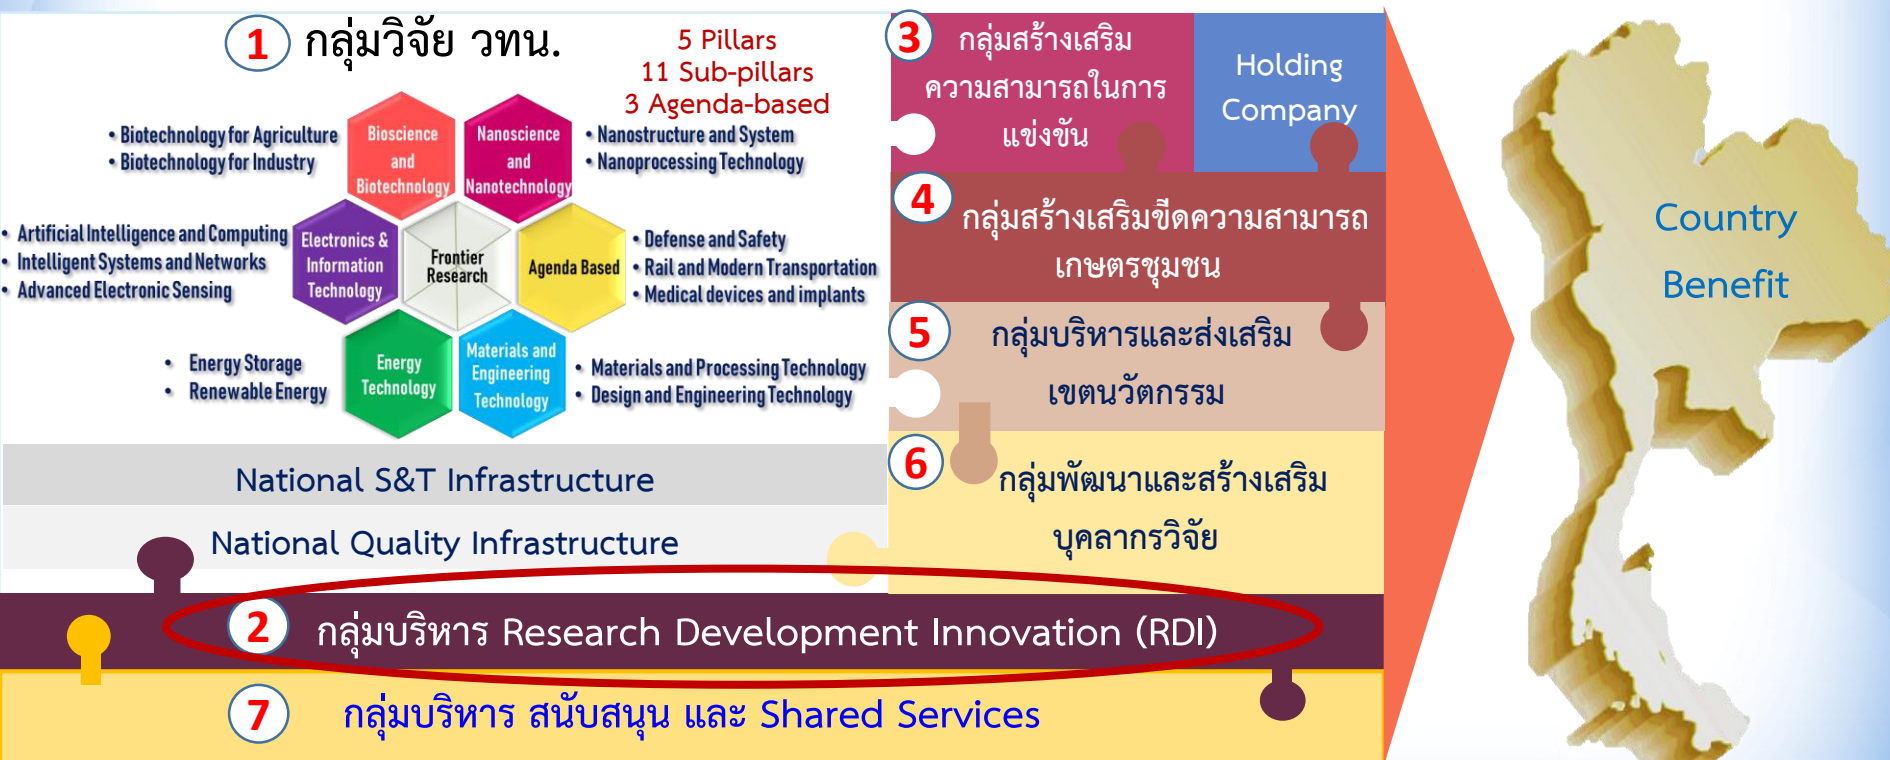 1 กลุ่มวิจัย วทน.
5 Pillars
11 Sub-pillars
3 Agenda-based
• Biotechnology for Agriculture
• Biotechnology for Industry
Bioscience
and
Biotechnology
Nanoscience
and
Nanotechnology
• Nanostructure and System
• Nanoprocessing Technology
• Artificial Intelligence and Computing
• Intelligent Systems and Networks
• Advanced Electronic Sensing
Electronics &
Information
Technology
Frontier
Research
Agenda Based
• Defense and Safety
• Rail and Modern Transportation
• Medical devices and implants
• Energy Storage
• Renewable Energy
Energy
Technology
Materials and
Engineering
Technology
• Materials and Processing Technology
• Design and Engineering Technology
National S&T Infrastructure
National Quality Infrastructure
2 กลุ่มบริหาร Research Development Innovation (RDI)
7 กลุ่มบริหาร สนับสนุน และ Shared Services
3 กลุ่มสร้างเสริม
ความสามารถในการ
แข่งขัน
Holding
Company
4 กลุ่มสร้างเสริมขีดความสามารถ
เกษตรชุมชน
5 กลุ่มบริหารและส่งเสริม
เขตนวัตกรรม
6 กลุ่มพัฒนาและสร้างเสริม
บุคลากรวิจัย
Country
Benefit